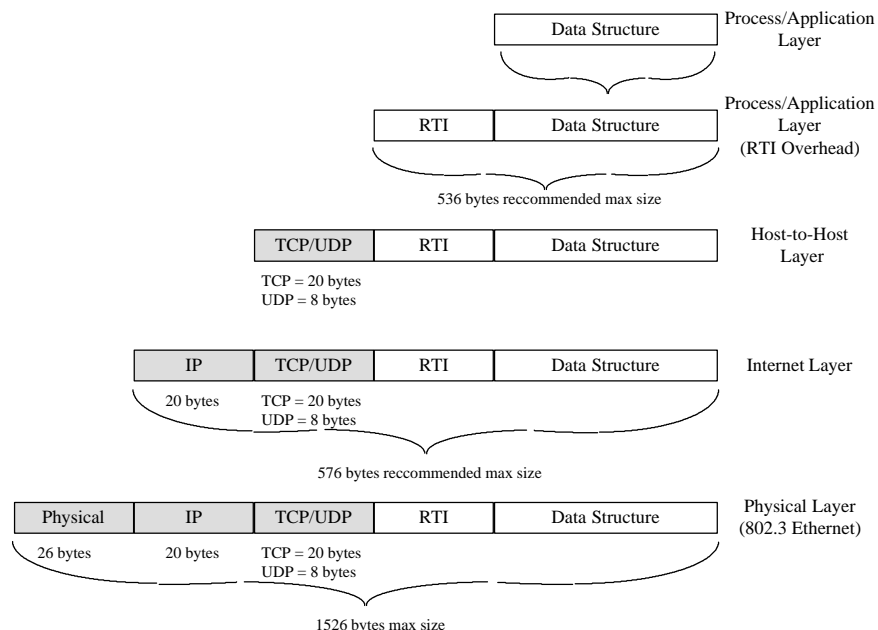 Data Structure
Process/Application
Layer
RTI
Data Structure
Process/Application
Layer
(RTI Overhead)
536 bytes reccommended max size
TCP/UDP
RTI
Data Structure
Host-to-Host
Layer
TCP = 20 bytes
UDP = 8 bytes
IP
TCP/UDP
RTI
Data Structure
Internet Layer
20 bytes
TCP = 20 bytes
UDP = 8 bytes
576 bytes reccommended max size
Physical
IP
TCP/UDP
RTI
Data Structure
Physical Layer
(802.3 Ethernet)
26 bytes
20 bytes
TCP = 20 bytes
UDP = 8 bytes
1526 bytes max size